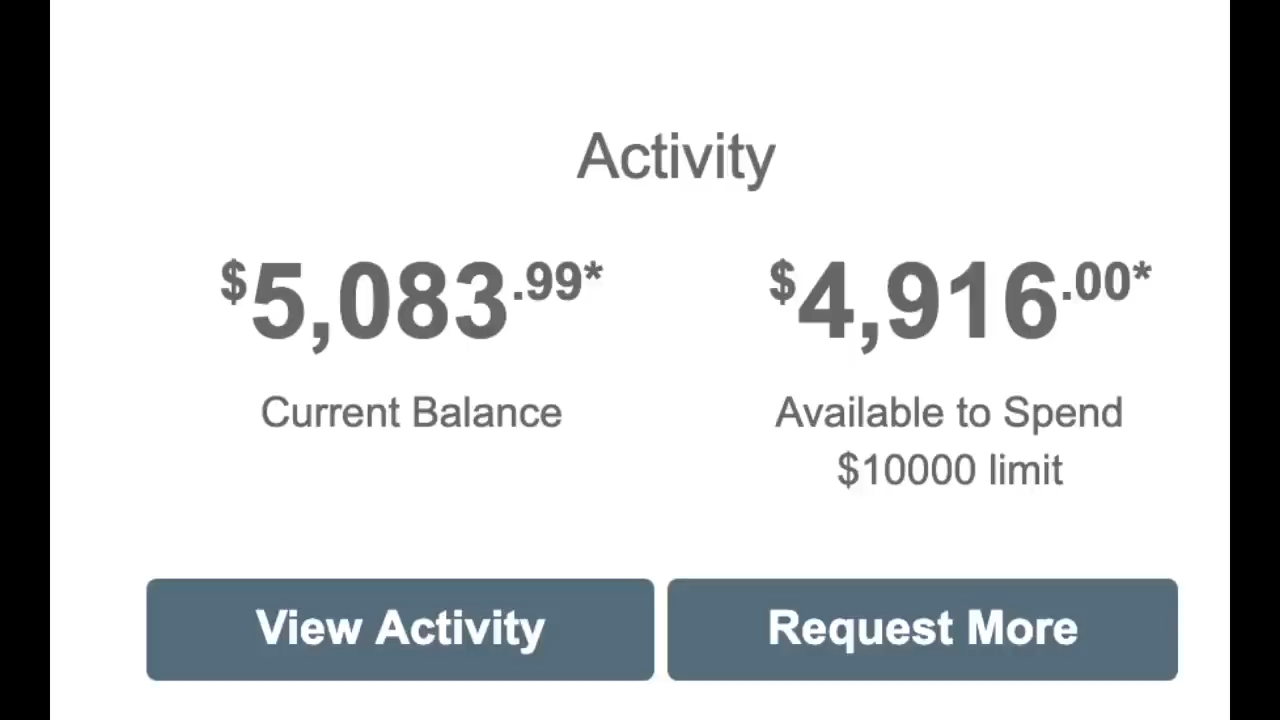 Activity
$5,083.99* $4,916.00*
Current Balance Available to Spend
$10000 limit
View Activity Request More